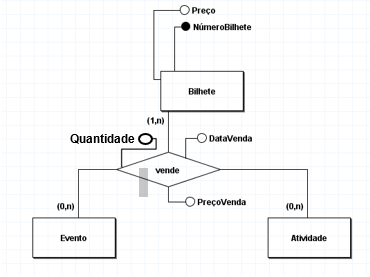 Preço
NúmeroBilhete
Bilhete
(1,n)
Quantidade
DataVenda
vende
PreçoVenda
(0,n)
(0,n)
Evento
Atividade